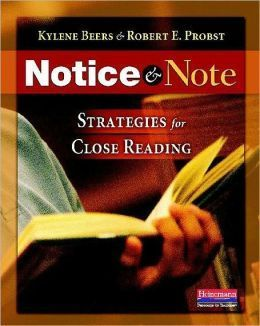 KYLENE BEERS & ROBERT E. PROBST
Notice & Note
STRATEGIES for
CLOSE READING
Heinemann